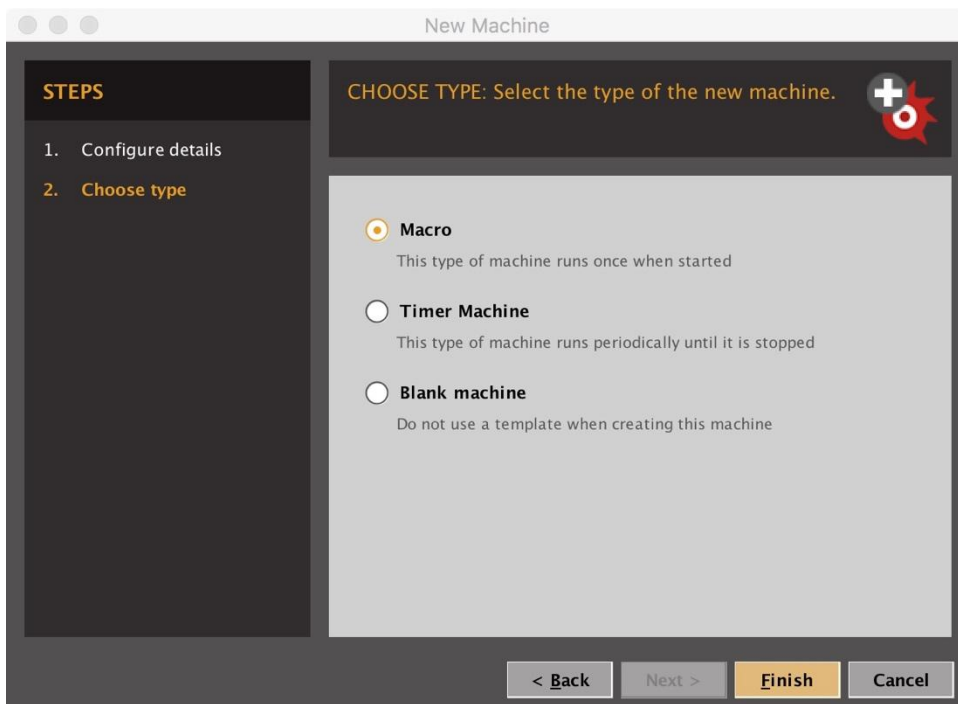 New Machine
STEPS
1. Configure details
2. Choose type
CHOOSE TYPE: Select the type of the new machine.
Macro
This type of machine runs once when started
Timer Machine
This type of machine runs periodically until it is stopped
Blank machine
Do not use a template when creating this machine
< Back Next > Finish Cancel